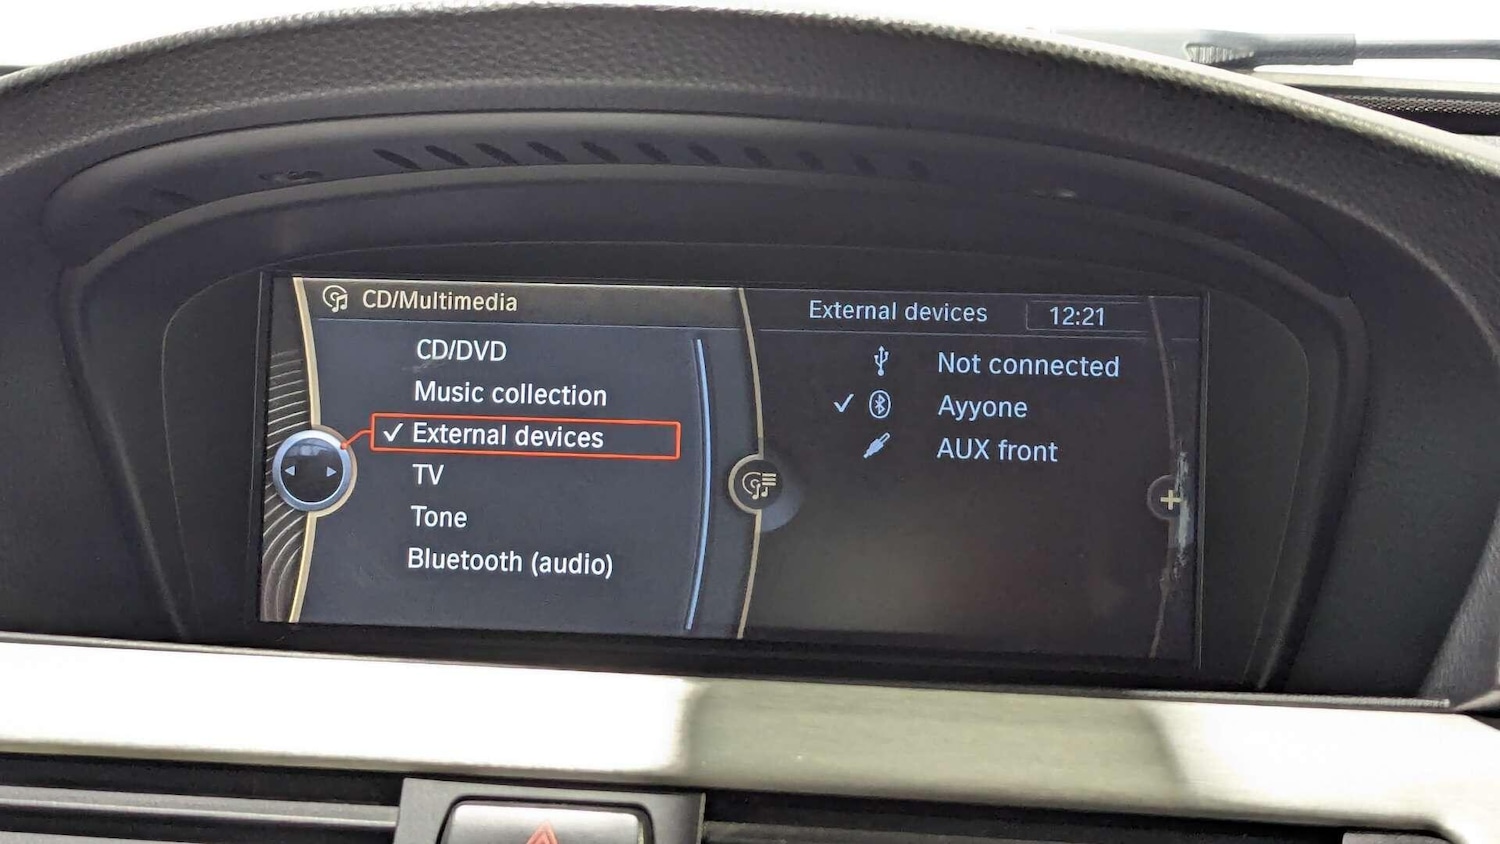 CD/Multimedia
CD/DVD
Music collection
External devices
TV
Tone
Bluetooth (audio)
External devices
12:21
Not connected
Ayyone
AUX front